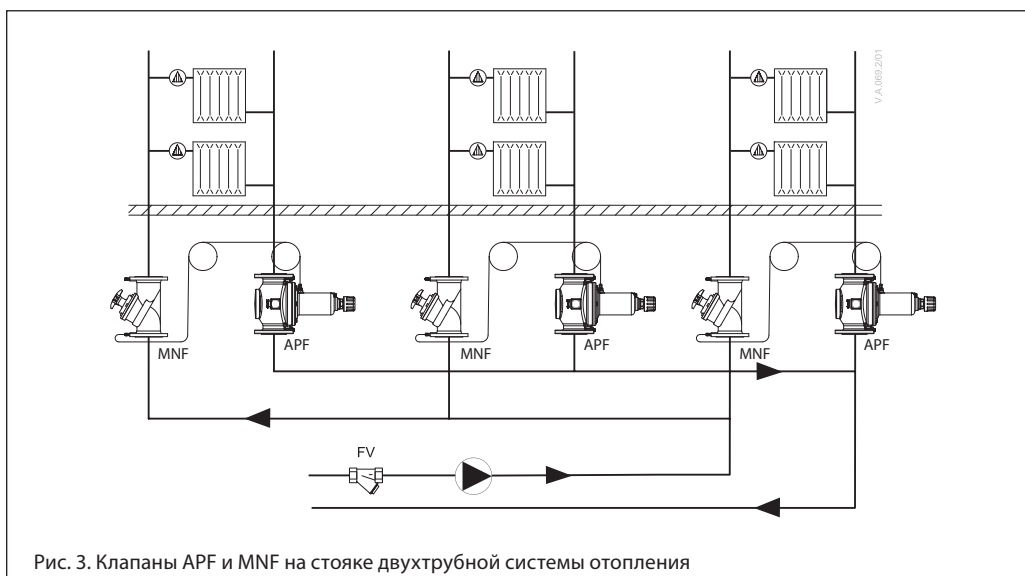 V.A.069.2/01
MNF
APF
MNF
APF
MNF
APF
FV
Рис. 3. Клапаны APF и MNF на стояке двухтрубной системы отопления